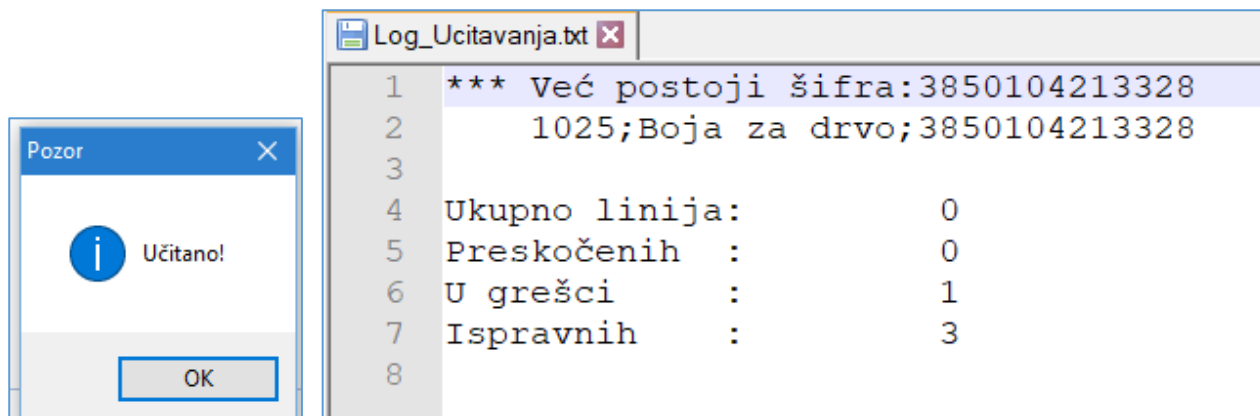 Pozor
Učitano!
OK
Log_Ucitavanja.txt
1 *** Već postoji šifra:3850104213328
2 1025;Boja za drvo;3850104213328
3
4 Ukupno linija: 0
5 Preskočenih : 0
6 U grešci : 1
7 Ispravnih : 3
8